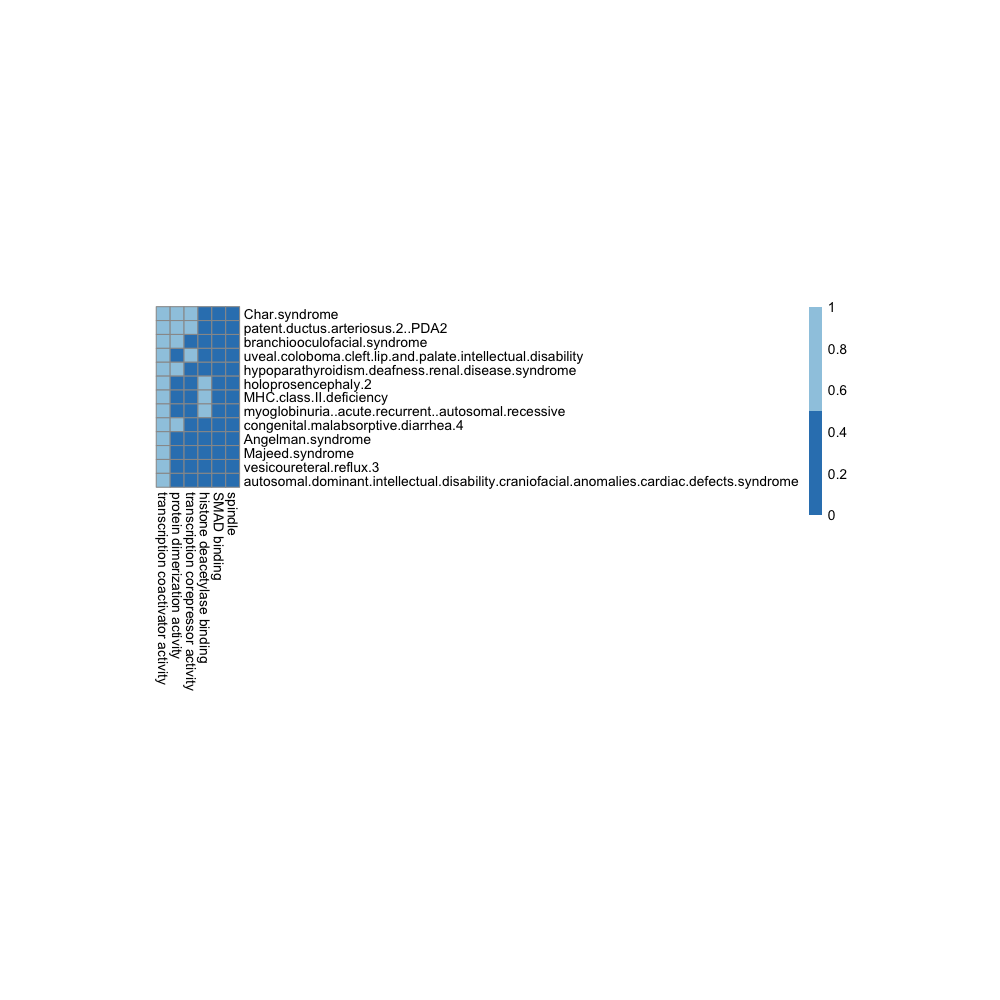 Char.syndrome
patent.ductus.arteriosus.2..PDA2
branchiooculofacial.syndrome
uveal.coloboma.cleft.lip.and.palate.intellectual.disability
hypoparathyroidism.deafness.renal.disease.syndrome
holoprosencephaly.2
MHC.class.II.deficiency
myoglobinuria..acute.recurrent..autosomal.recessive
congenital.malabsorptive.diarrhea.4
Angelman.syndrome
Majeed.syndrome
vesicoureteral.reflux.3
autosomal.dominant.intellectual.disability.craniofacial.anomalies.cardiac.defects.syndrome
transcription coactivator activity
protein dimerization activity
transcription corepressor activity
histone deacetylase binding
SMAD binding
spindle
1
0.8
0.6
0.4
0.2
0